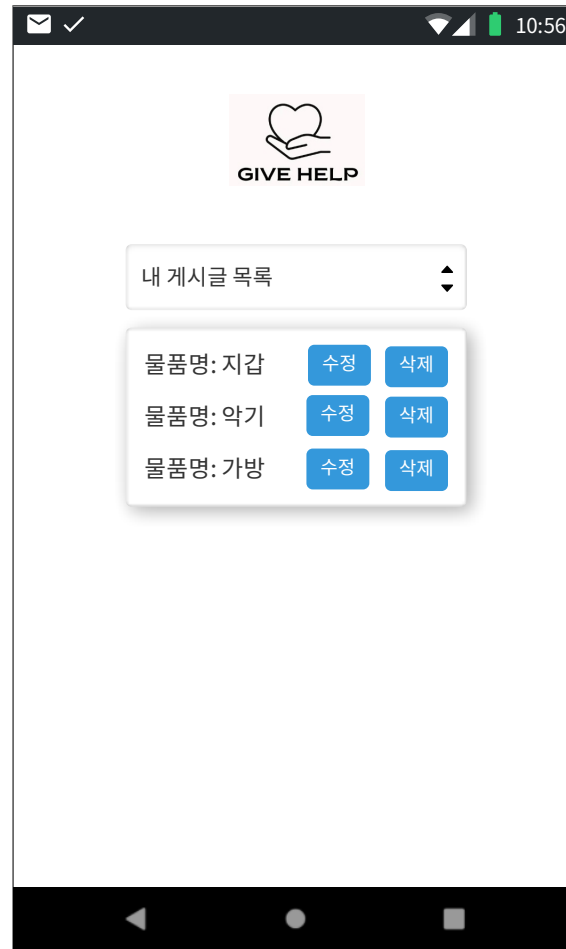 10:56
GIVE HELP
내 게시글 목록
물품명: 지갑 수정 삭제
물품명: 악기 수정 삭제
물품명: 가방 수정 삭제